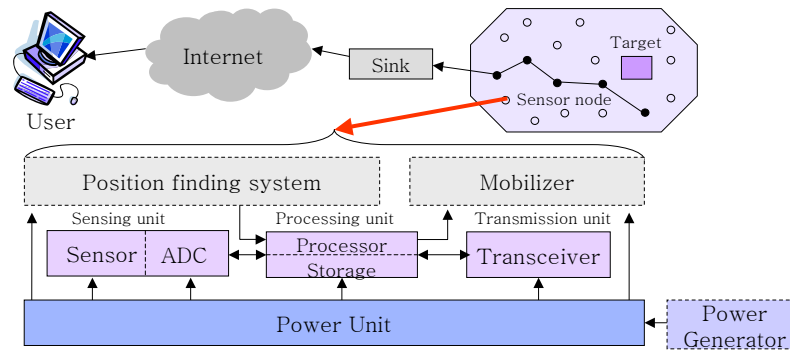 Internet
Target
Sink
Sensor node
User
Position finding system
Mobilizer
Sensing unit
Processing unit
Transmission unit
Sensor
ADC
Processor
Storage
Transceiver
Power Unit
Power
Generator